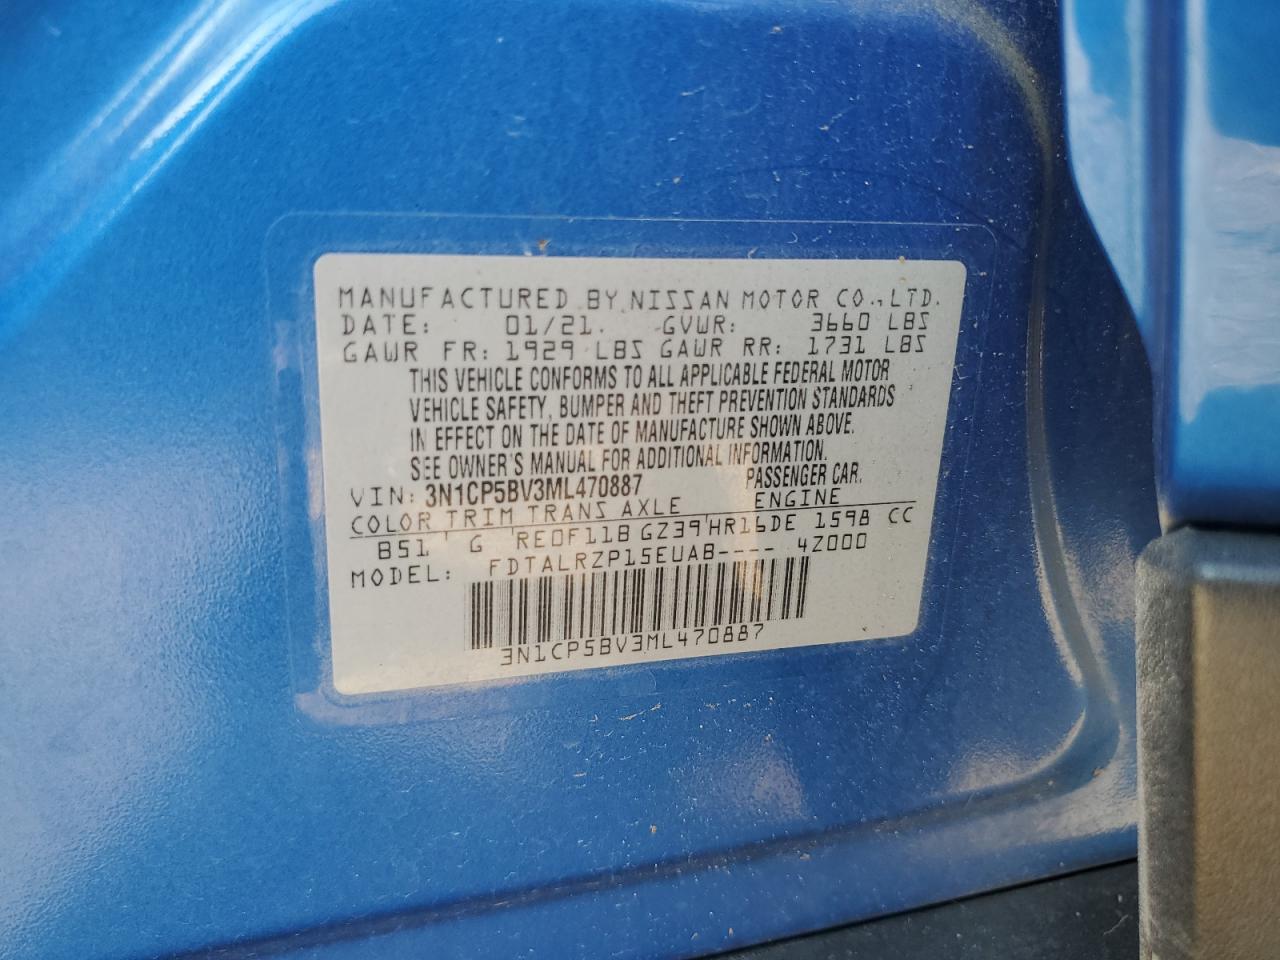 MANUFACTURED BY NISSAN MOTOR CO., LTD.
DATE: 01/21. GVWR: 3660 LBS
GAWR FR: 1929 LBS GAWR RR: 1731 LBS
THIS VEHICLE CONFORMS TO ALL APPLICABLE FEDERAL MOTOR
VEHICLE SAFETY, BUMPER AND THEFT PREVENTION STANDARDS
IN EFFECT ON THE DATE OF MANUFACTURE SHOWN ABOVE.
SEE OWNER'S MANUAL FOR ADDITIONAL INFORMATION.
VIN: 3N1CP5BV3ML470887 PASSENGER CAR.
COLOR TRIM TRANS AXLE ENGINE
B51 G RE0F11B GZ39 HR16DE 1598 CC
MODEL: FDTALRZP15EUAB---- 4Z000
3N1CP5BV3ML470887